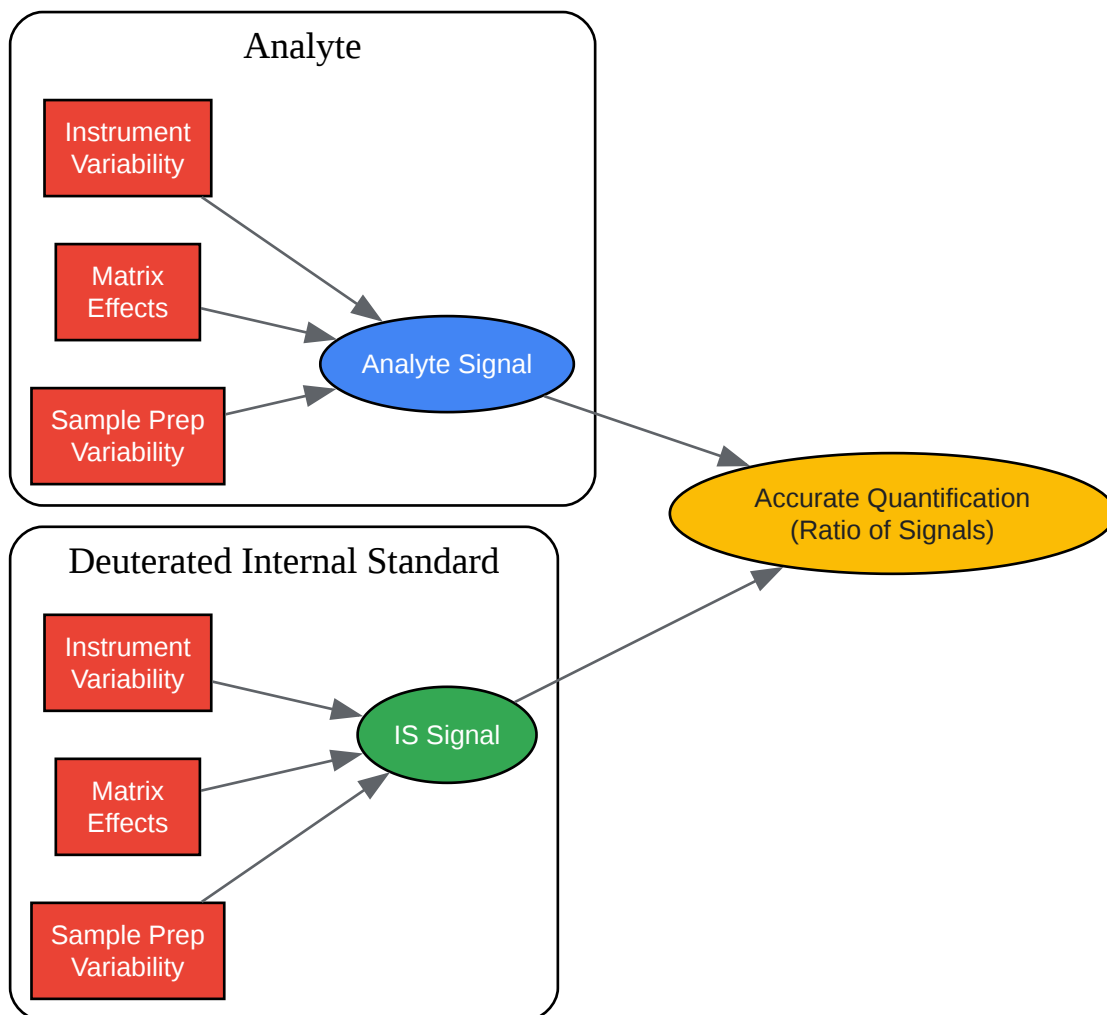 Analyte
Instrument
Variability
Matrix
Effects
Sample Prep
Variability
Analyte Signal
Deuterated Internal Standard
Instrument
Variability
Matrix
Effects
Sample Prep
Variability
IS Signal
Accurate Quantification
(Ratio of Signals)